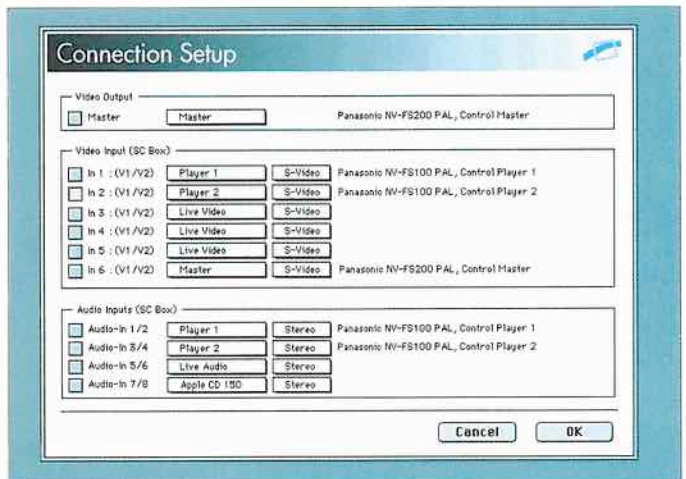 Connection Setup
Video Output
Master Master Panasonic NV-FS200 PAL, Control Master
Video Input (SC Box)
In 1 : (V1/V2) Player 1 S-Video Panasonic NV-FS100 PAL, Control Player 1
In 2 : (V1/V2) Player 2 S-Video Panasonic NV-FS100 PAL, Control Player 2
In 3 : (V1/V2) Live Video S-Video
In 4 : (V1/V2) Live Video S-Video
In 5 : (V1/V2) Live Video S-Video
In 6 : (V1/V2) Master S-Video Panasonic NV-FS200 PAL, Control Master
Audio Inputs (SC Box)
Audio-In 1/2 Player 1 Stereo Panasonic NV-FS100 PAL, Control Player 1
Audio-In 3/4 Player 2 Stereo Panasonic NV-FS100 PAL, Control Player 2
Audio-In 5/6 Live Audio Stereo
Audio-In 7/8 Apple CD 150 Stereo
Cancel OK